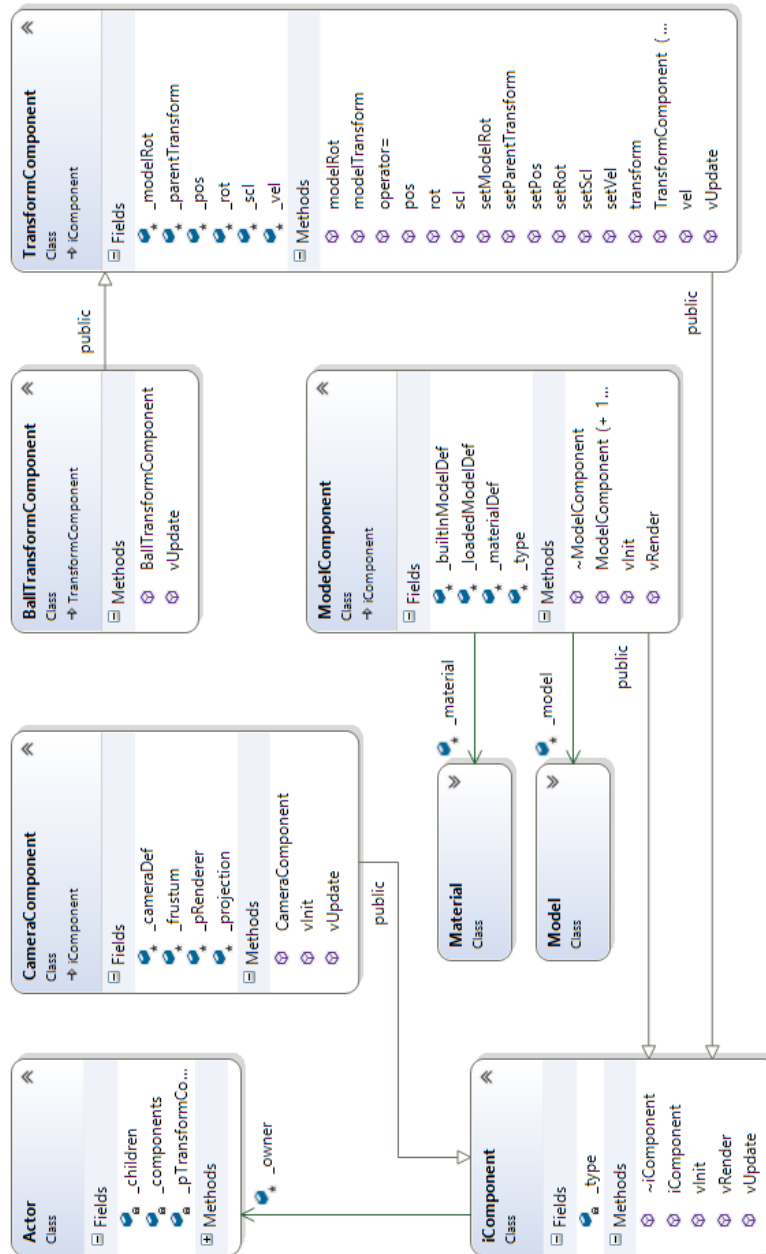 Actor
Class
Fields
_children
_components
_pTransformCo...
Methods
_owner
iComponent
Class
Fields
_type
Methods
~iComponent
iComponent
vInit
vRender
vUpdate
CameraComponent
Class
iComponent
Fields
_cameraDef
_frustum
_pRenderer
_projection
Methods
CameraComponent
vInit
vUpdate
public
Material
Class
Model
Class
_material
_model
BallTransformComponent
Class
TransformComponent
Methods
BallTransformComponent
vUpdate
public
ModelComponent
Class
iComponent
Fields
_builtInModelDef
_loadedModelDef
_materialDef
_type
Methods
~ModelComponent
ModelComponent (+ 1...
vInit
vRender
public
TransformComponent
Class
iComponent
Fields
_modelRot
_parentTransform
_pos
_rot
_scl
_vel
Methods
modelRot
modelTransform
operator=
pos
rot
scl
setModelRot
setParentTransform
setPos
setRot
setScl
setVel
transform
TransformComponent (...
vel
vUpdate
public